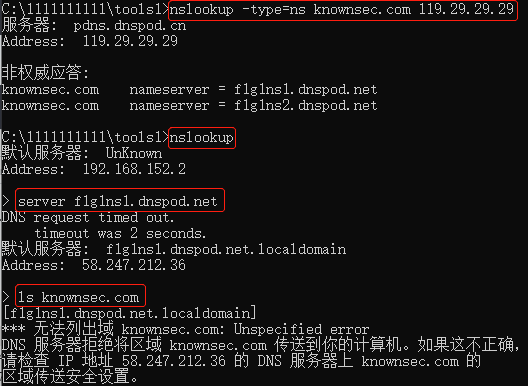 C:\1111111111\tools1>nslookup -type=ns knownsec.com 119.29.29.29
服务器:  pdns.dnspod.cn
Address:  119.29.29.29
非权威应答:
knownsec.com    nameserver = f1g1ns1.dnspod.net
knownsec.com    nameserver = f1g1ns2.dnspod.net
C:\1111111111\tools1>nslookup
默认服务器:  UnKnown
Address:  192.168.152.2
> server f1g1ns1.dnspod.net
DNS request timed out.
    timeout was 2 seconds.
默认服务器:  f1g1ns1.dnspod.net.localdomain
Address:  58.247.212.36
> ls knownsec.com
[f1g1ns1.dnspod.net.localdomain]
*** 无法列出域 knownsec.com: Unspecified error
DNS 服务器拒绝将区域 knownsec.com 传送到你的计算机。如果这不正确，
请检查 IP 地址 58.247.212.36 的 DNS 服务器上 knownsec.com 的
区域传送安全设置。